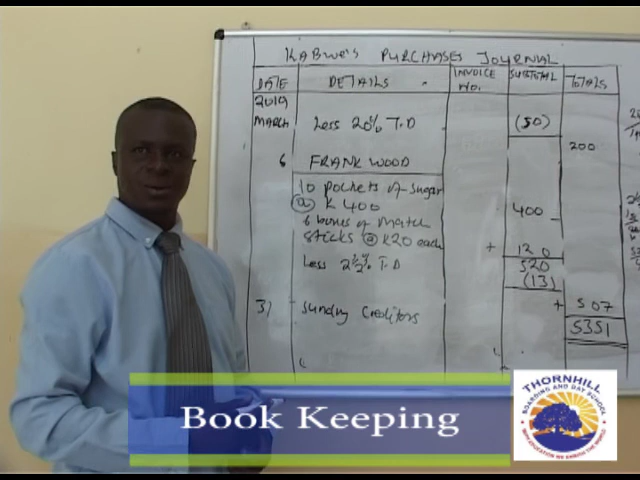 KABWE'S PURCHASES JOURNAL
DATE DETAILS INVOICE No. SUBTOTAL TOTALS
2019
MARCH Less 20% T.D (50)
200
6 FRANK WOOD
10 pockets of sugar
@ K 400 400
6 boxes of match
sticks @ K20 each + 120
520
Less 2½% T.D (13)
+ 507
31 Sundry Creditors 5351
Book Keeping
THORNHILL
BOARDING AND DAY SCHOOL